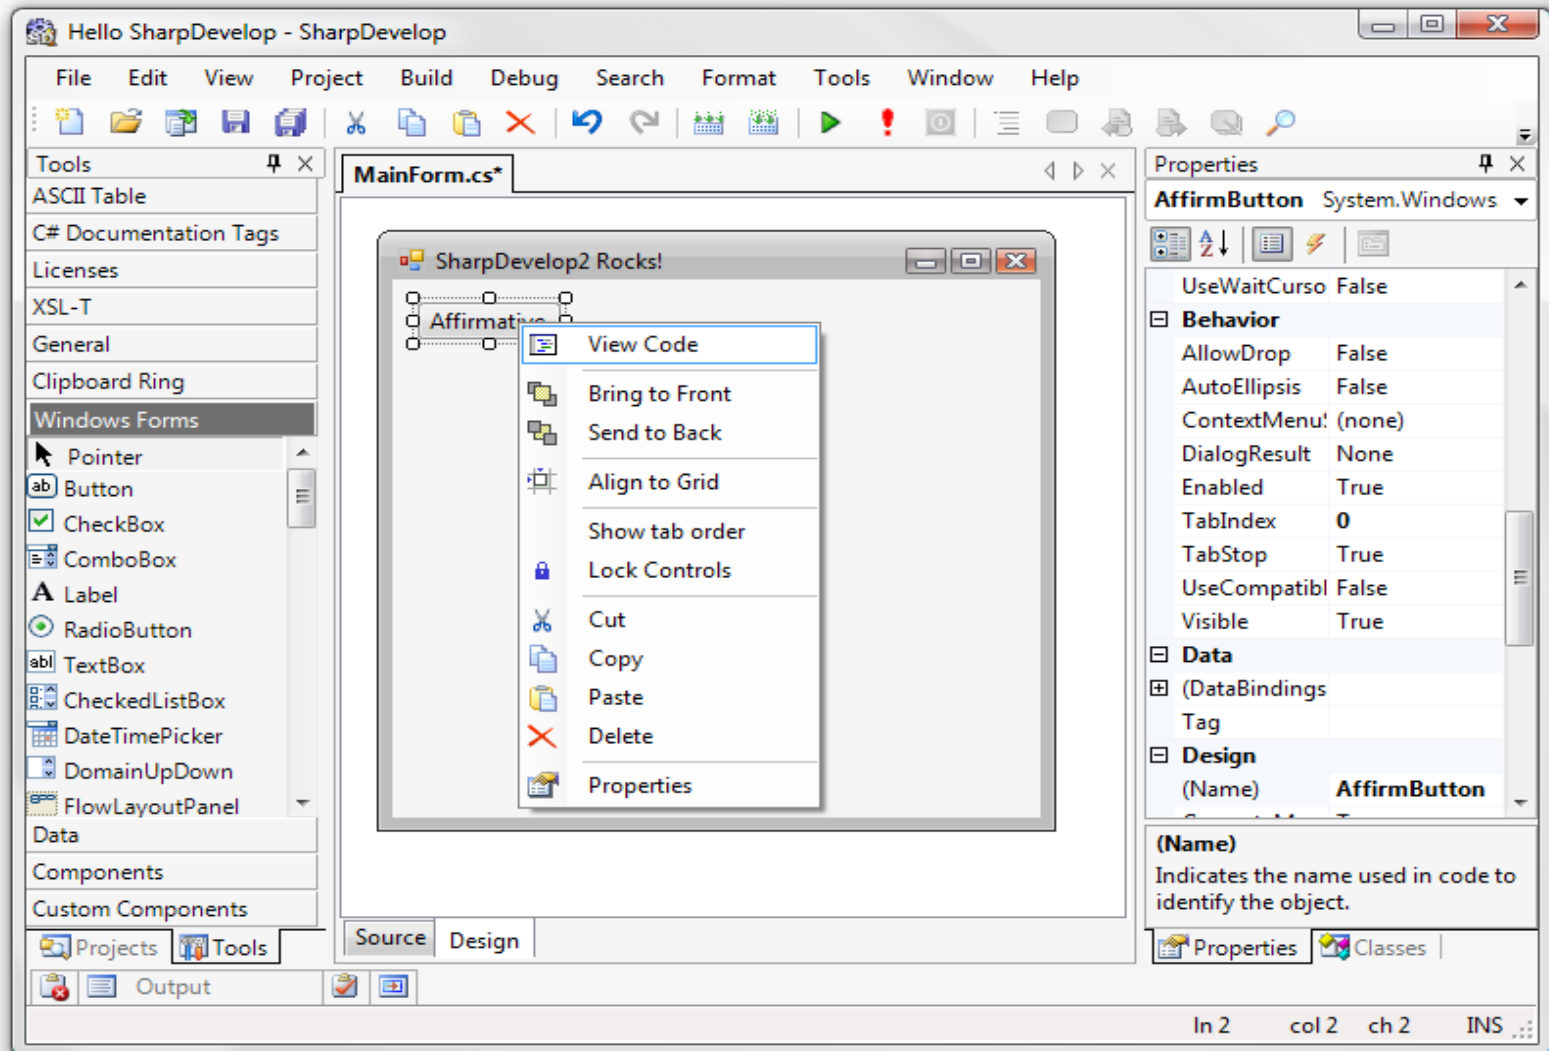 Hello SharpDevelop - SharpDevelop
File Edit View Project Build Debug Search Format Tools Window Help
Tools
ASCII Table
C# Documentation Tags
Licenses
XSL-T
General
Clipboard Ring
Windows Forms
Pointer
Button
CheckBox
ComboBox
A Label
RadioButton
abl TextBox
CheckedListBox
DateTimePicker
DomainUpDown
FlowLayoutPanel
Data
Components
Custom Components
Projects Tools
MainForm.cs*
SharpDevelop2 Rocks!
View Code
Bring to Front
Send to Back
Align to Grid
Show tab order
Lock Controls
Cut
Copy
Paste
Delete
Properties
Source Design
Properties
AffirmButton System.Windows
UseWaitCurso False
Behavior
AllowDrop False
AutoEllipsis False
ContextMenu (none)
DialogResult None
Enabled True
TabIndex 0
TabStop True
UseCompatibl False
Visible True
Data
(DataBindings
Tag
Design
(Name) AffirmButton
(Name)
Indicates the name used in code to
identify the object.
Properties Classes
Output
ln 2 col 2 ch 2 INS